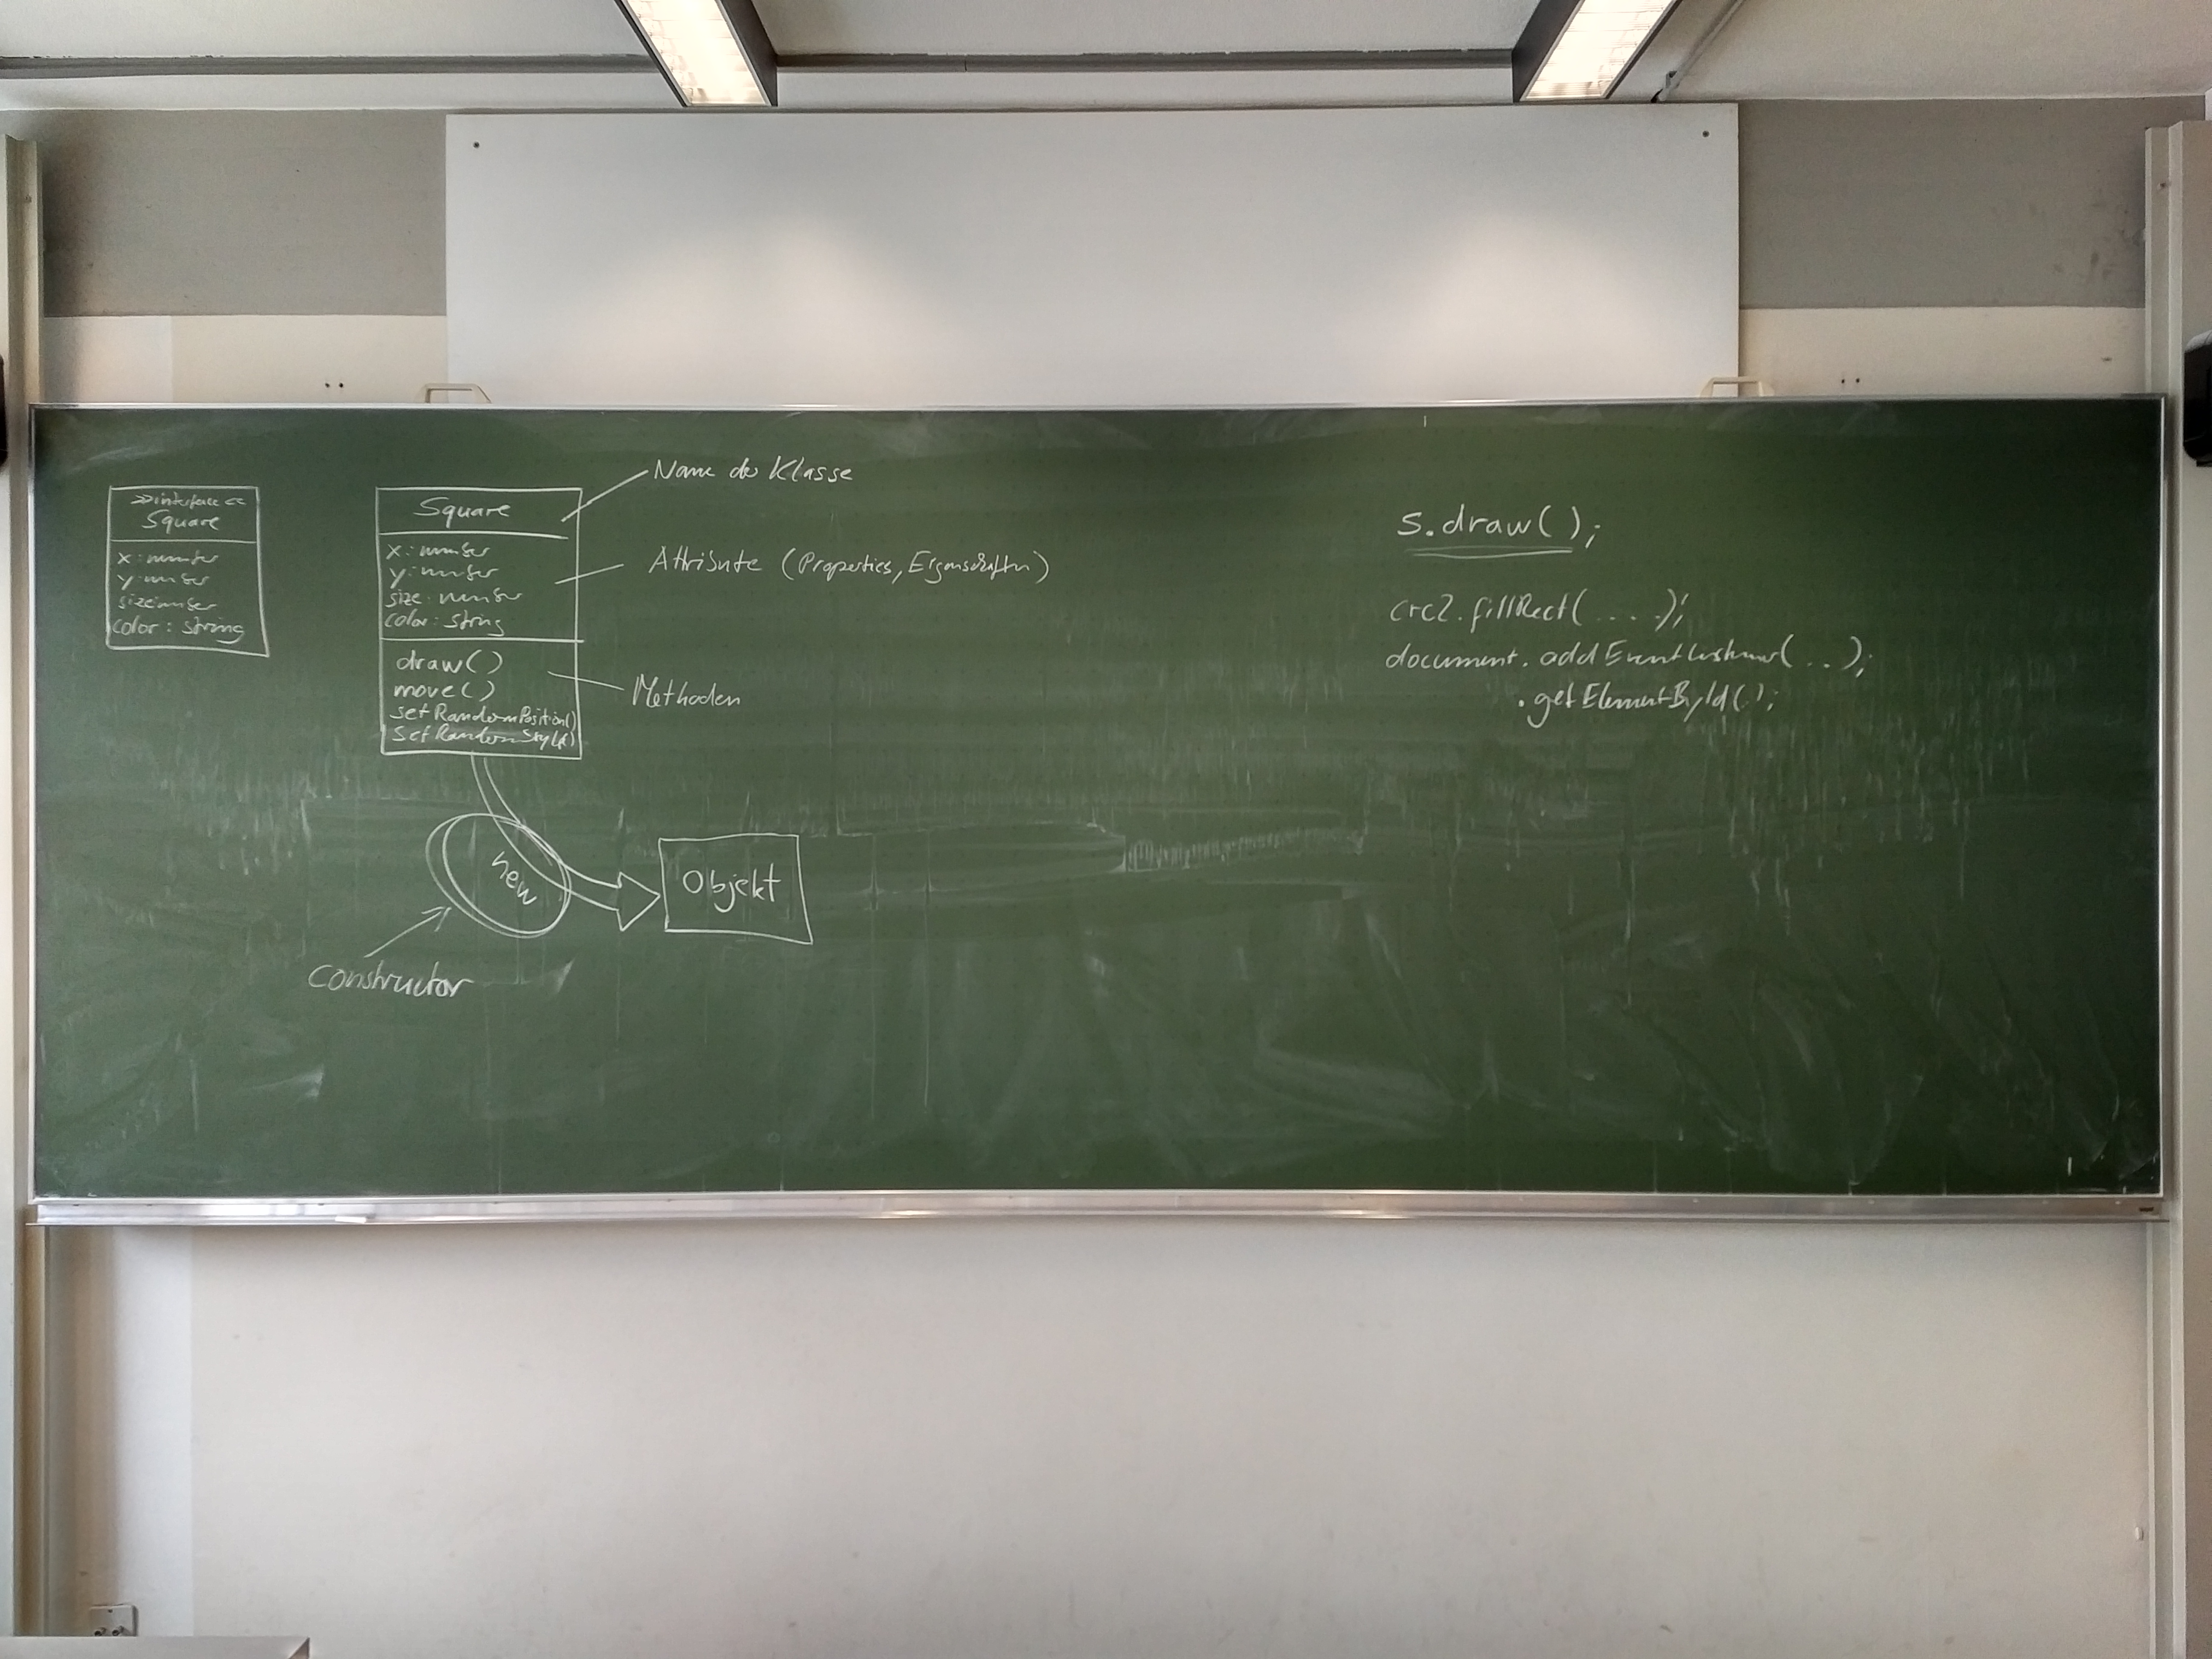 >>interface<<
Square
x: number
y: number
size: number
color: string
Square
x: number
y: number
size: number
color: string
draw()
move()
setRandomPosition()
setRandomStyle()
Name der Klasse
Attribute (Properties, Eigenschaften)
Methoden
new
Objekt
constructor
s.draw();
crc2.fillRect(....);
document.addEventListener(..);
.getElementById();